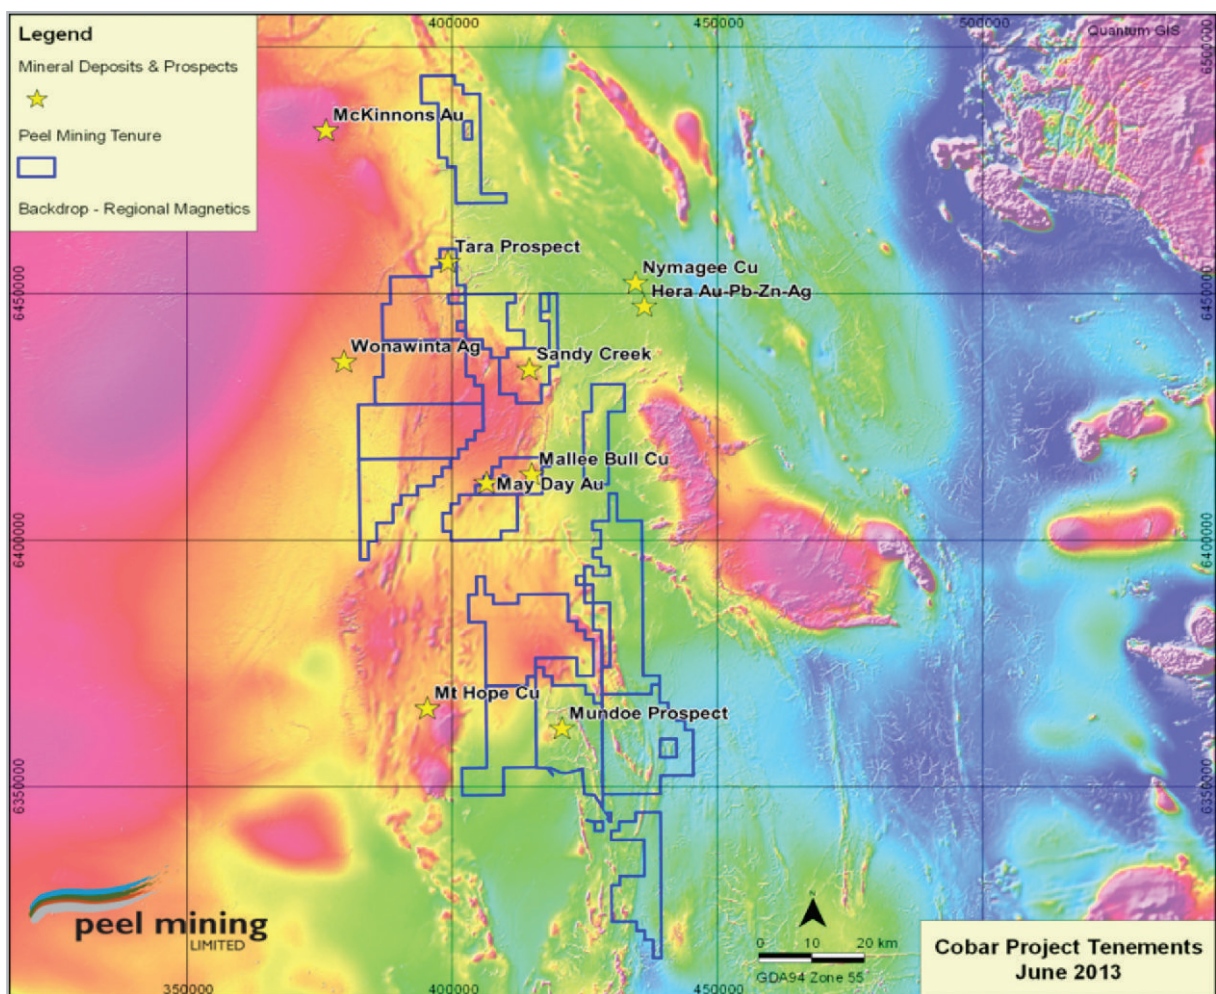 400000
450000
500000
Legend
Quantum GIS
Mineral Deposits & Prospects
6500000
6500000
McKinnons Au
Peel Mining Tenure
Backdrop - Regional Magnetics
Tara Prospect
Nymagee Cu
Hera Au-Pb-Zn-Ag
6450000
6450000
Wonawinta Ag
Sandy Creek
Mallee Bull Cu
May Day Au
6400000
6400000
Mt Hope Cu
Mundoe Prospect
6350000
6350000
peel mining
LIMITED
N
0 10 20 km
GDA94 Zone 55
Cobar Project Tenements
June 2013
350000
400000
450000
500000